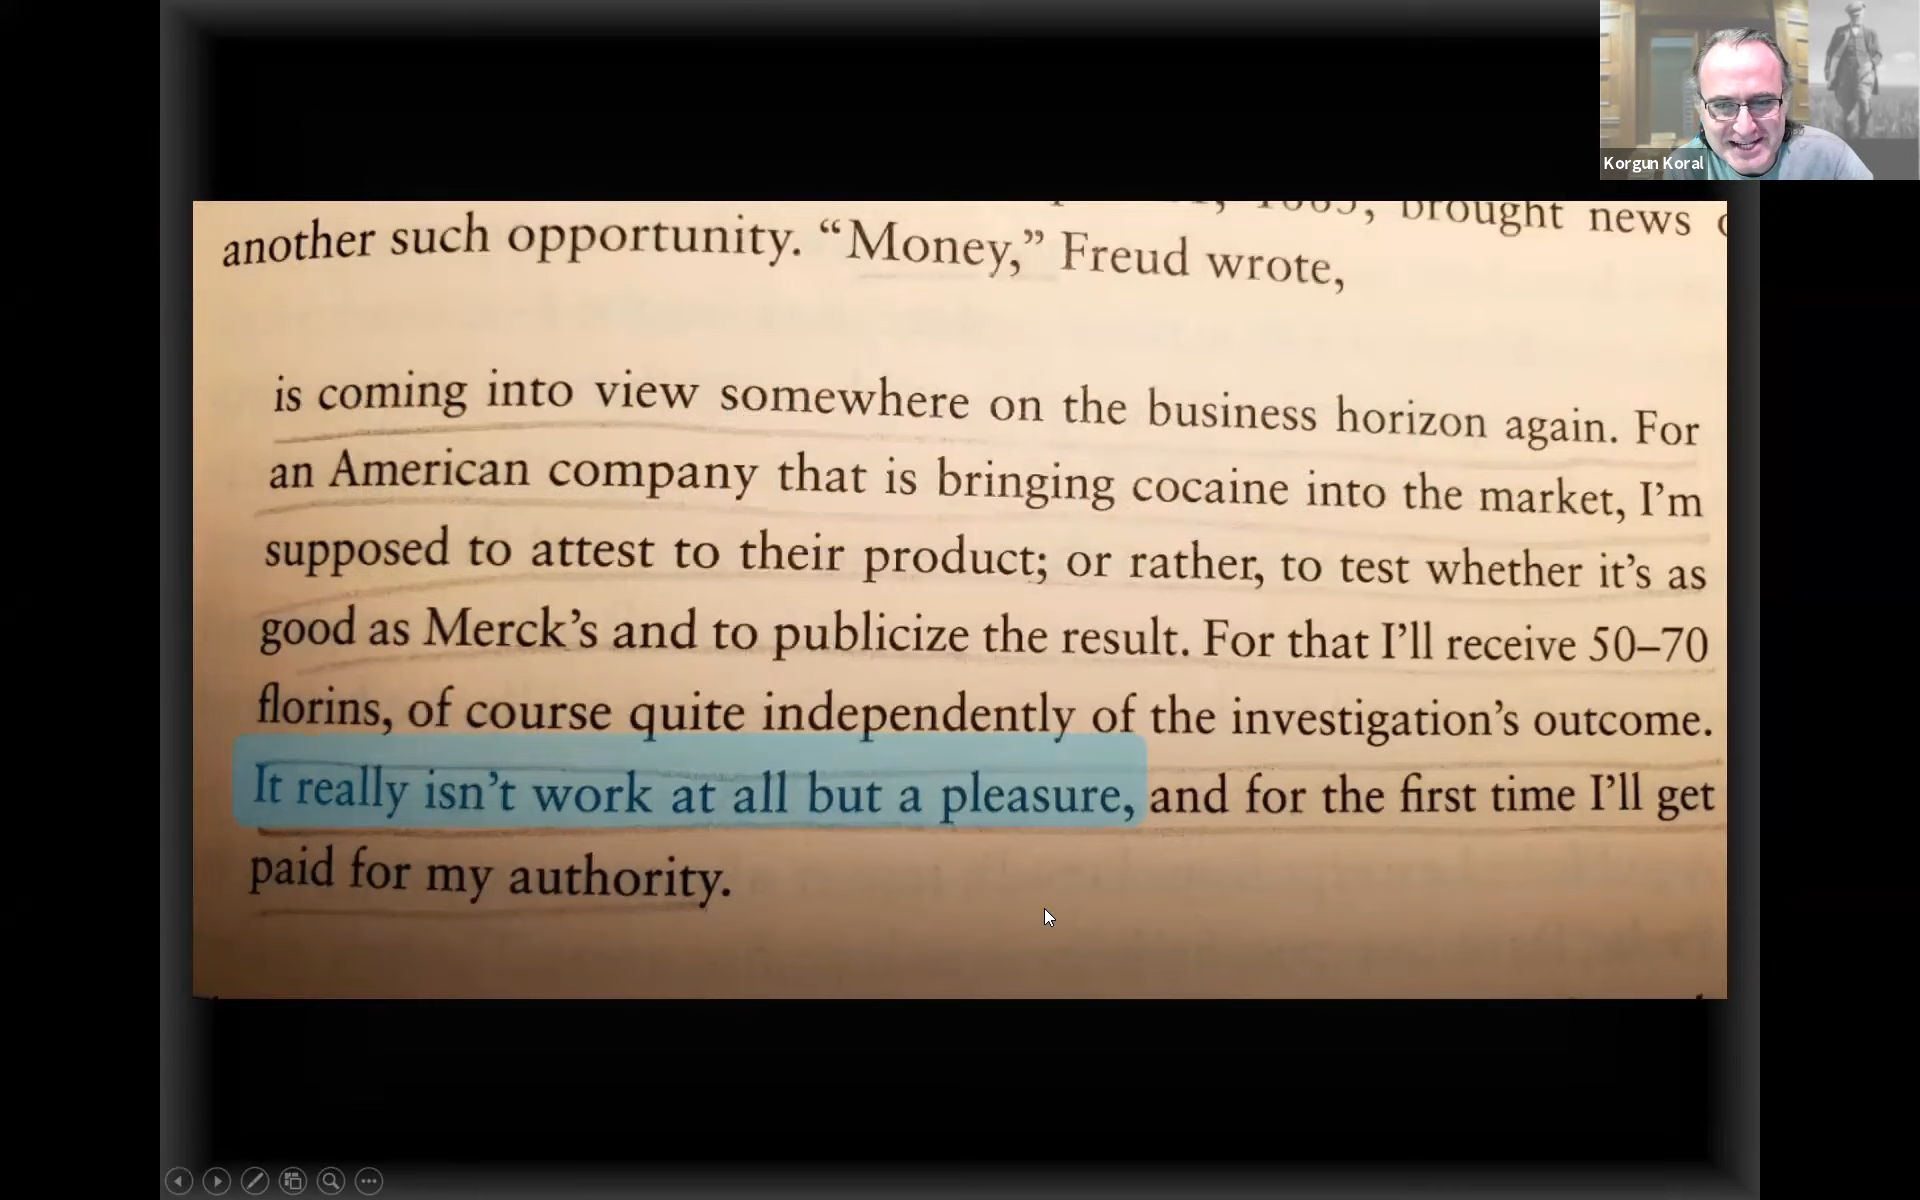 Korgun Koral
brought news
another such opportunity. “Money,” Freud wrote,
is coming into view somewhere on the business horizon again. For
an American company that is bringing cocaine into the market, I’m
supposed to attest to their product; or rather, to test whether it’s as
good as Merck’s and to publicize the result. For that I’ll receive 50–70
florins, of course quite independently of the investigation’s outcome.
It really isn’t work at all but a pleasure, and for the first time I’ll get
paid for my authority.